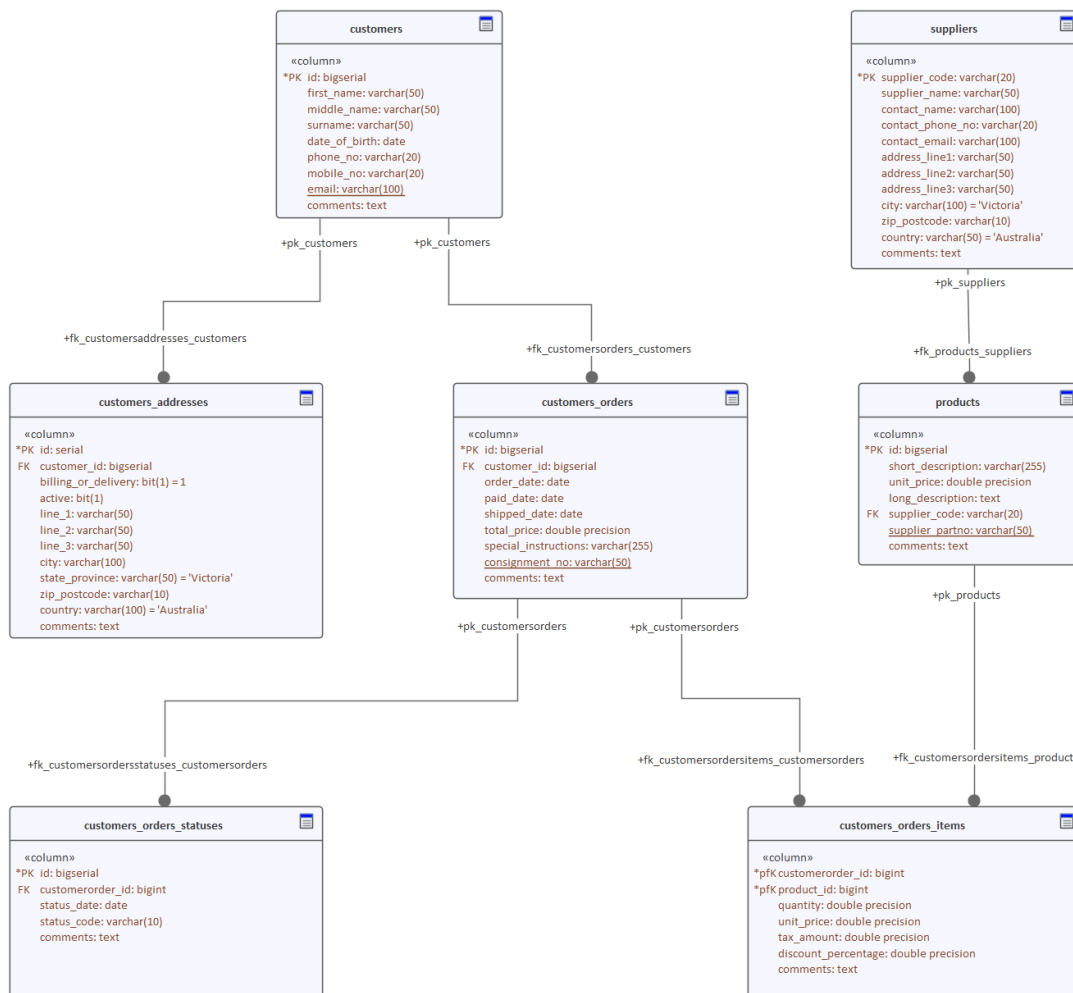 customers
«column»
*PK id: bigserial
first_name: varchar(50)
middle_name: varchar(50)
surname: varchar(50)
date_of_birth: date
phone_no: varchar(20)
mobile_no: varchar(20)
email: varchar(100)
comments: text
suppliers
«column»
*PK supplier_code: varchar(20)
supplier_name: varchar(50)
contact_name: varchar(100)
contact_phone_no: varchar(20)
contact_email: varchar(100)
address_line1: varchar(50)
address_line2: varchar(50)
address_line3: varchar(50)
city: varchar(100) = 'Victoria'
zip_postcode: varchar(10)
country: varchar(50) = 'Australia'
comments: text
+pk_customers
+pk_customers
+pk_suppliers
+fk_customersaddresses_customers
+fk_customersorders_customers
+fk_products_suppliers
customers_addresses
«column»
*PK id: serial
FK customer_id: bigserial
billing_or_delivery: bit(1) = 1
active: bit(1)
line_1: varchar(50)
line_2: varchar(50)
line_3: varchar(50)
city: varchar(100)
state_province: varchar(50) = 'Victoria'
zip_postcode: varchar(10)
country: varchar(100) = 'Australia'
comments: text
customers_orders
«column»
*PK id: bigserial
FK customer_id: bigserial
order_date: date
paid_date: date
shipped_date: date
total_price: double precision
special_instructions: varchar(255)
consignment_no: varchar(50)
comments: text
products
«column»
*PK id: bigserial
short_description: varchar(255)
unit_price: double precision
long_description: text
FK supplier_code: varchar(20)
supplier_partno: varchar(50)
comments: text
+pk_customersorders
+pk_customersorders
+pk_products
+fk_customersordersstatuses_customersorders
+fk_customersordersitems_customersorders
+fk_customersordersitems_product
customers_orders_statuses
«column»
*PK id: bigserial
FK customerorder_id: bigint
status_date: date
status_code: varchar(10)
comments: text
customers_orders_items
«column»
*pfK customerorder_id: bigint
*pfK product_id: bigint
quantity: double precision
unit_price: double precision
tax_amount: double precision
discount_percentage: double precision
comments: text